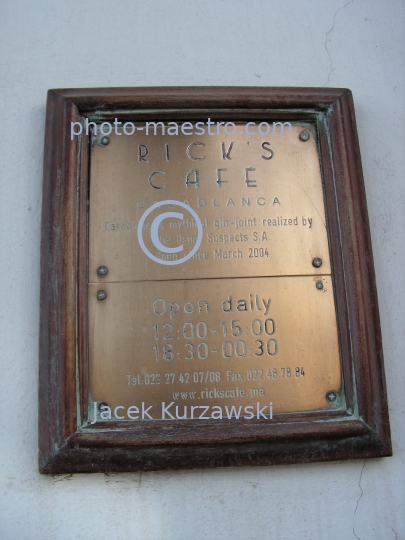 photo-maestro.com
RICK'S
CAFÉ
CASABLANCA
mythical gin-joint realized by
Suspects S.A.
since March 2004
©
Open daily
12:00-15:00
18:30-00:30
Tel.022 27 42 07/08 Fax 022 48 78 84
www.rickscafe.ma
Jacek Kurzawski